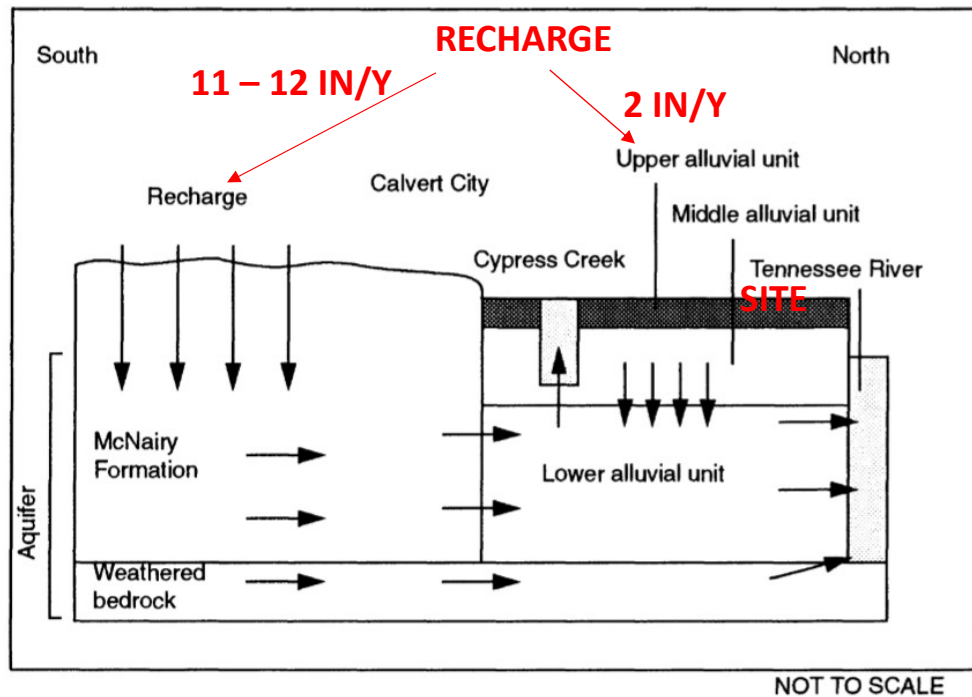 RECHARGE
South
North
11 – 12 IN/Y
2 IN/Y
Upper alluvial unit
Recharge
Calvert City
Middle alluvial unit
Cypress Creek
Tennessee River
SITE
McNairy
Formation
Lower alluvial unit
Aquifer
Weathered
bedrock
NOT TO SCALE